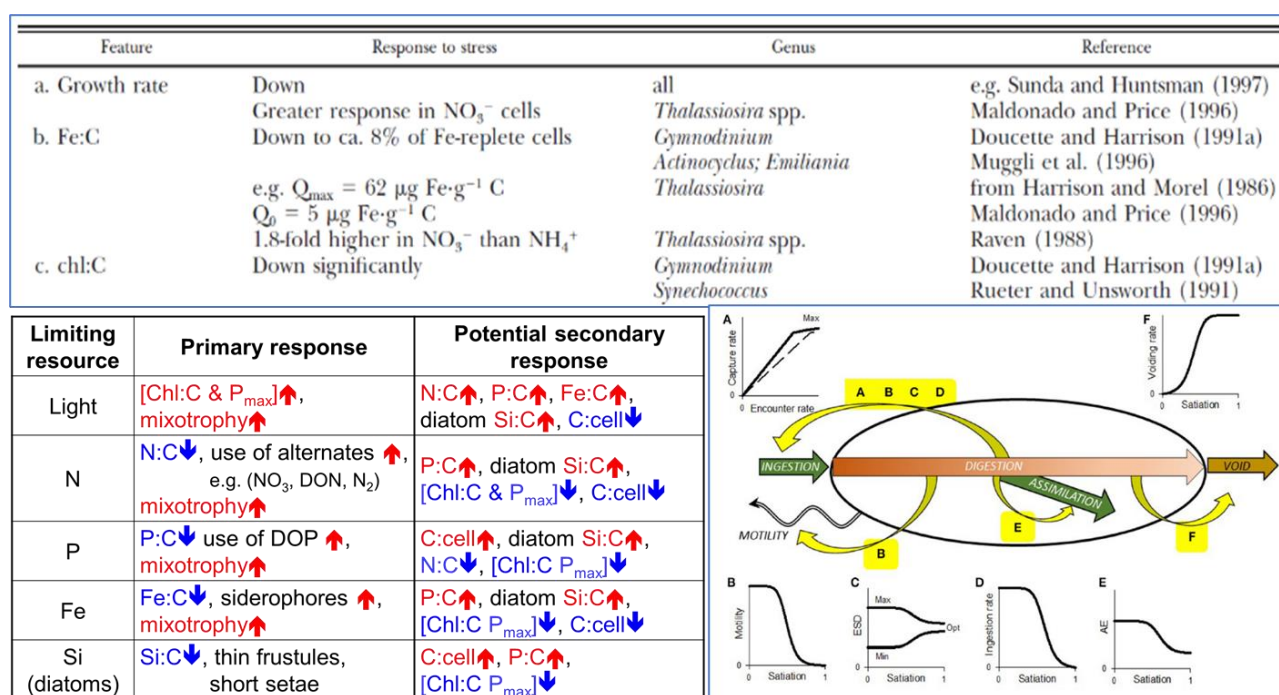 Feature Response to stress Genus Reference
a. Growth rate Down all e.g. Sunda and Huntsman (1997)
Greater response in NO₃⁻ cells Thalassiosira spp. Maldonado and Price (1996)
b. Fe:C Down to ca. 8% of Fe-replete cells Gymnodinium Doucette and Harrison (1991a)
Actinocyclus; Emiliania Muggli et al. (1996)
e.g. Qmax = 62 µg Fe·g⁻¹ C Thalassiosira from Harrison and Morel (1986)
Q₀ = 5 µg Fe·g⁻¹ C Maldonado and Price (1996)
1.8-fold higher in NO₃⁻ than NH₄⁺ Thalassiosira spp. Raven (1988)
c. chl:C Down significantly Gymnodinium Doucette and Harrison (1991a)
Synechococcus Rueter and Unsworth (1991)
Limiting resource Primary response Potential secondary response
Light
[Chl:C & Pmax]↑,
mixotrophy↑
N:C↑, P:C↑, Fe:C↑,
diatom Si:C↑, C:cell↓
N
N:C↓, use of alternates ↑,
e.g. (NO₃, DON, N₂)
mixotrophy↑
P:C↑, diatom Si:C↑,
[Chl:C & Pmax]↓, C:cell↓
P
P:C↓ use of DOP ↑,
mixotrophy↑
C:cell↑, diatom Si:C↑,
N:C↓, [Chl:C Pmax]↓
Fe
Fe:C↓, siderophores ↑,
mixotrophy↑
P:C↑, diatom Si:C↑,
[Chl:C Pmax]↓, C:cell↓
Si
(diatoms)
Si:C↓, thin frustules,
short setae
C:cell↑, P:C↑,
[Chl:C Pmax]↓
A
Max
Capture rate
0 Encounter rate
F
Voiding rate
0
0 Satiation 1
A B C D
INGESTION
DIGESTION
VOID
ASSIMILATION
MOTILITY
B
E
F
B
Motility
0
0 Satiation 1
C
ESD
Max
Opt
Min
0 Satiation 1
D
Ingestion rate
0
0 Satiation 1
E
AE
0
0 Satiation 1